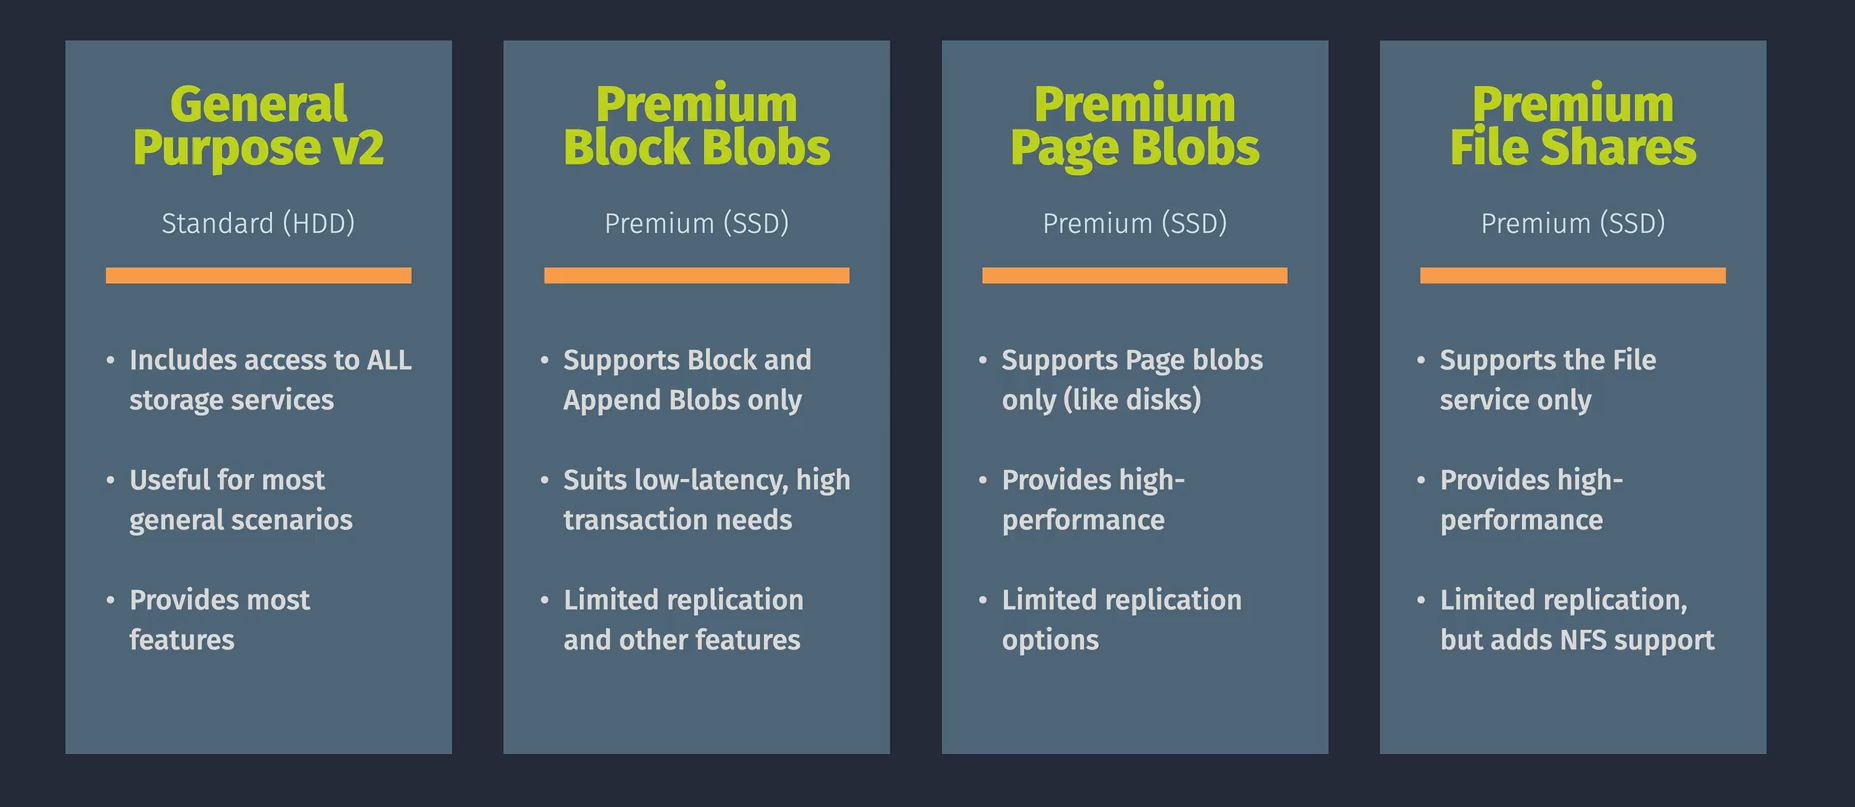 General
Purpose v2
Standard (HDD)
• Includes access to ALL
storage services
• Useful for most
general scenarios
• Provides most
features
Premium
Block Blobs
Premium (SSD)
• Supports Block and
Append Blobs only
• Suits low-latency, high
transaction needs
• Limited replication
and other features
Premium
Page Blobs
Premium (SSD)
• Supports Page blobs
only (like disks)
• Provides high-
performance
• Limited replication
options
Premium
File Shares
Premium (SSD)
• Supports the File
service only
• Provides high-
performance
• Limited replication,
but adds NFS support